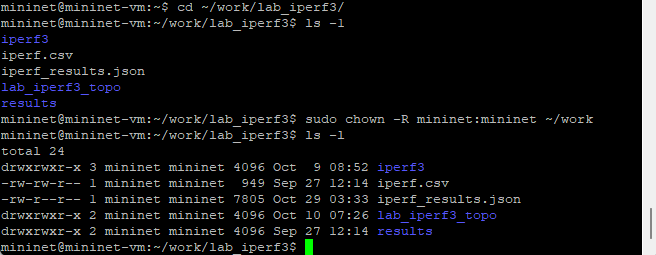 mininet@mininet-vm:~$ cd ~/work/lab_iperf3/
mininet@mininet-vm:~/work/lab_iperf3$ ls -1
iperf3
iperf.csv
iperf_results.json
lab_iperf3_topo
results
mininet@mininet-vm:~/work/lab_iperf3$ sudo chown -R mininet:mininet ~/work
mininet@mininet-vm:~/work/lab_iperf3$ ls -l
total 24
drwxrwxr-x 3 mininet mininet 4096 Oct  9 08:52 iperf3
-rw-rw-r-- 1 mininet mininet  949 Sep 27 12:14 iperf.csv
-rw-r--r-- 1 mininet mininet 7805 Oct 29 03:33 iperf_results.json
drwxrwxr-x 2 mininet mininet 4096 Oct 10 07:26 lab_iperf3_topo
drwxrwxr-x 2 mininet mininet 4096 Sep 27 12:14 results
mininet@mininet-vm:~/work/lab_iperf3$